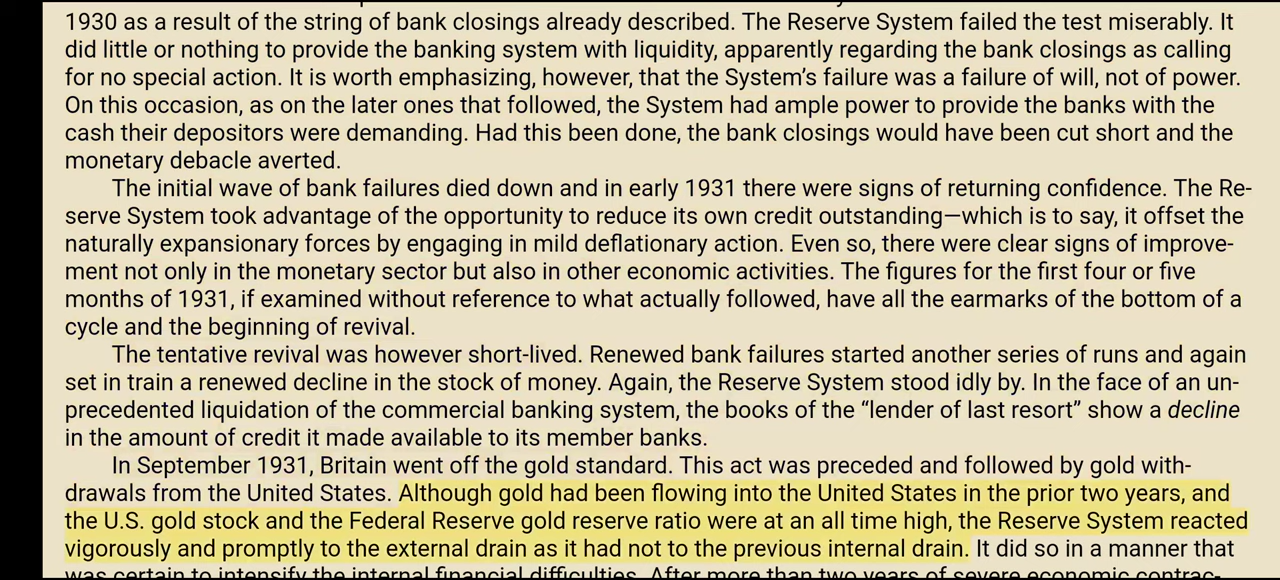 1930 as a result of the string of bank closings already described. The Reserve System failed the test miserably. It
did little or nothing to provide the banking system with liquidity, apparently regarding the bank closings as calling
for no special action. It is worth emphasizing, however, that the System’s failure was a failure of will, not of power.
On this occasion, as on the later ones that followed, the System had ample power to provide the banks with the
cash their depositors were demanding. Had this been done, the bank closings would have been cut short and the
monetary debacle averted.
The initial wave of bank failures died down and in early 1931 there were signs of returning confidence. The Re-
serve System took advantage of the opportunity to reduce its own credit outstanding—which is to say, it offset the
naturally expansionary forces by engaging in mild deflationary action. Even so, there were clear signs of improve-
ment not only in the monetary sector but also in other economic activities. The figures for the first four or five
months of 1931, if examined without reference to what actually followed, have all the earmarks of the bottom of a
cycle and the beginning of revival.
The tentative revival was however short-lived. Renewed bank failures started another series of runs and again
set in train a renewed decline in the stock of money. Again, the Reserve System stood idly by. In the face of an un-
precedented liquidation of the commercial banking system, the books of the “lender of last resort” show a decline
in the amount of credit it made available to its member banks.
In September 1931, Britain went off the gold standard. This act was preceded and followed by gold with-
drawals from the United States. Although gold had been flowing into the United States in the prior two years, and
the U.S. gold stock and the Federal Reserve gold reserve ratio were at an all time high, the Reserve System reacted
vigorously and promptly to the external drain as it had not to the previous internal drain. It did so in a manner that
was certain to intensify the internal financial difficulties. After more than two years of severe economic contrac-